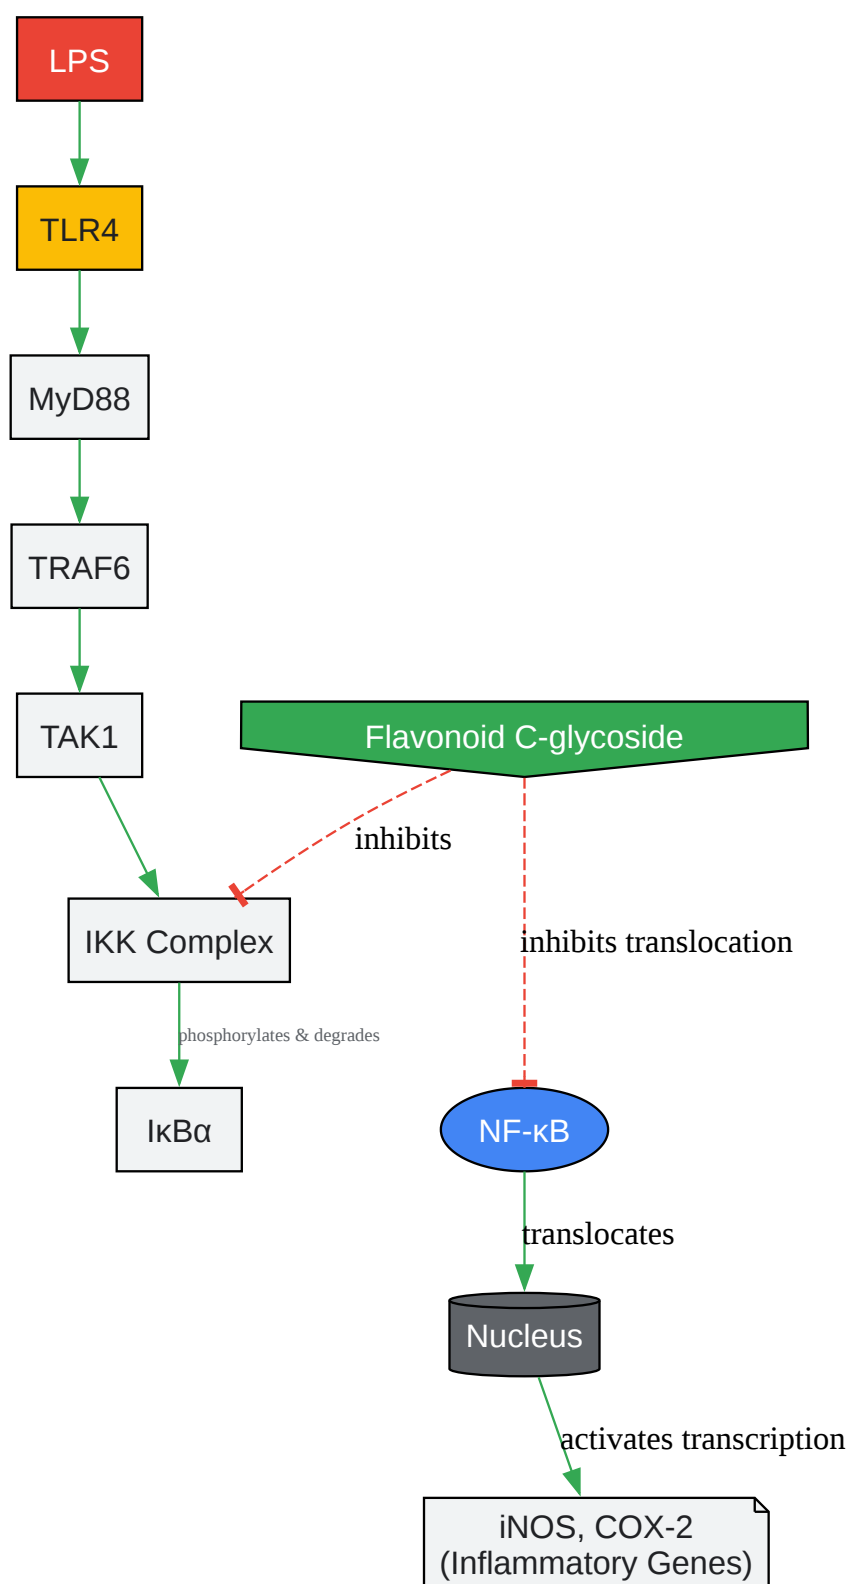 LPS
TLR4
MyD88
TRAF6
TAK1
Flavonoid C-glycoside
inhibits
IKK Complex
inhibits translocation
phosphorylates & degrades
IκBα
NF-κB
translocates
Nucleus
activates transcription
iNOS, COX-2
(Inflammatory Genes)